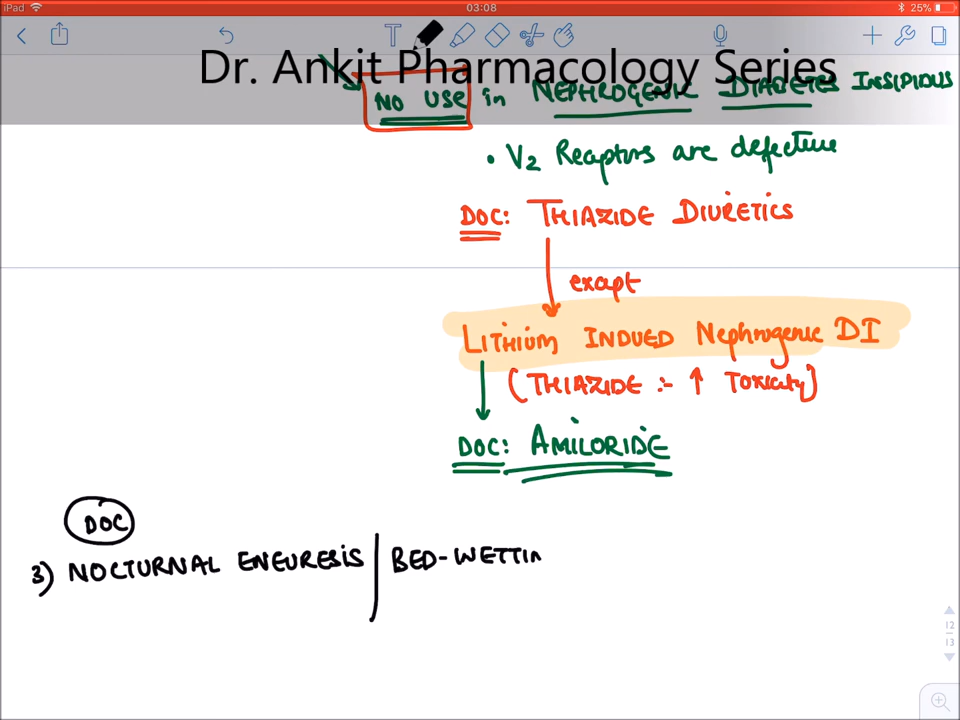 iPad 03:08 25%
T
Dr. Ankit Pharmacology Series
NO USE in NEPHROGENIC DIABETES INSIPIDUS
• V2 Receptors are defective
DOC: THIAZIDE DIURETICS
except
LITHIUM INDUED Nephrogenic DI
(THIAZIDE :- ↑ TOXICITY)
DOC: AMILORIDE
DOC
3) NOCTURNAL ENEURESIS | BED-WETTIN
12
13